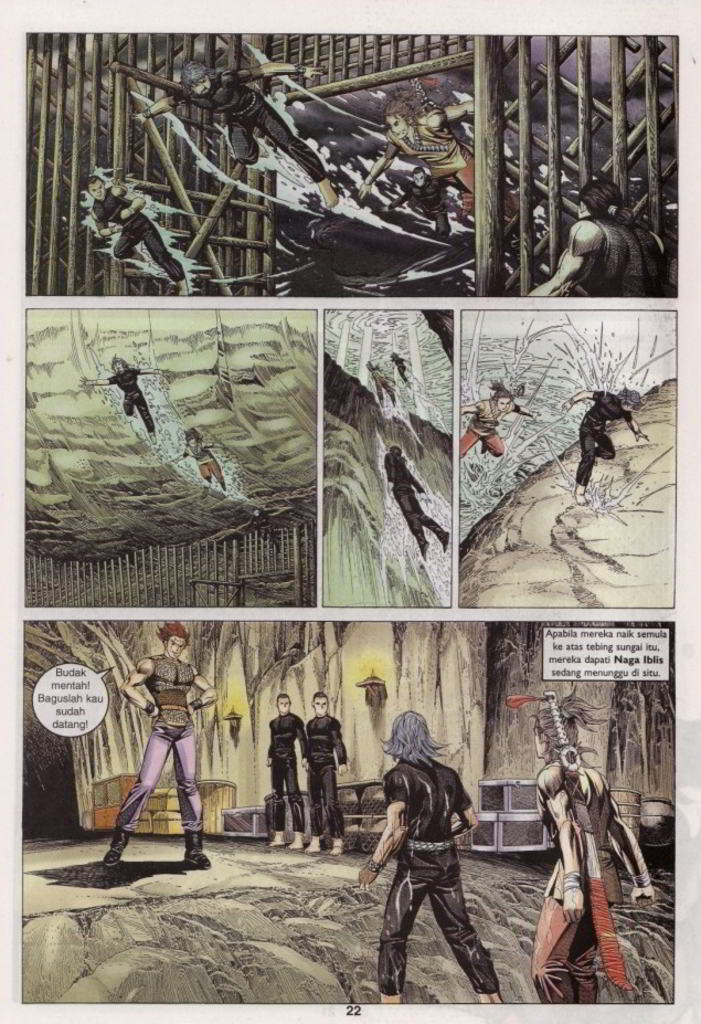 Budak
mentah!
Baguslah kau
sudah
datang!
Apabila mereka naik semula
ke atas tebing sungai itu,
mereka dapati Naga Iblis
sedang menunggu di situ.
22